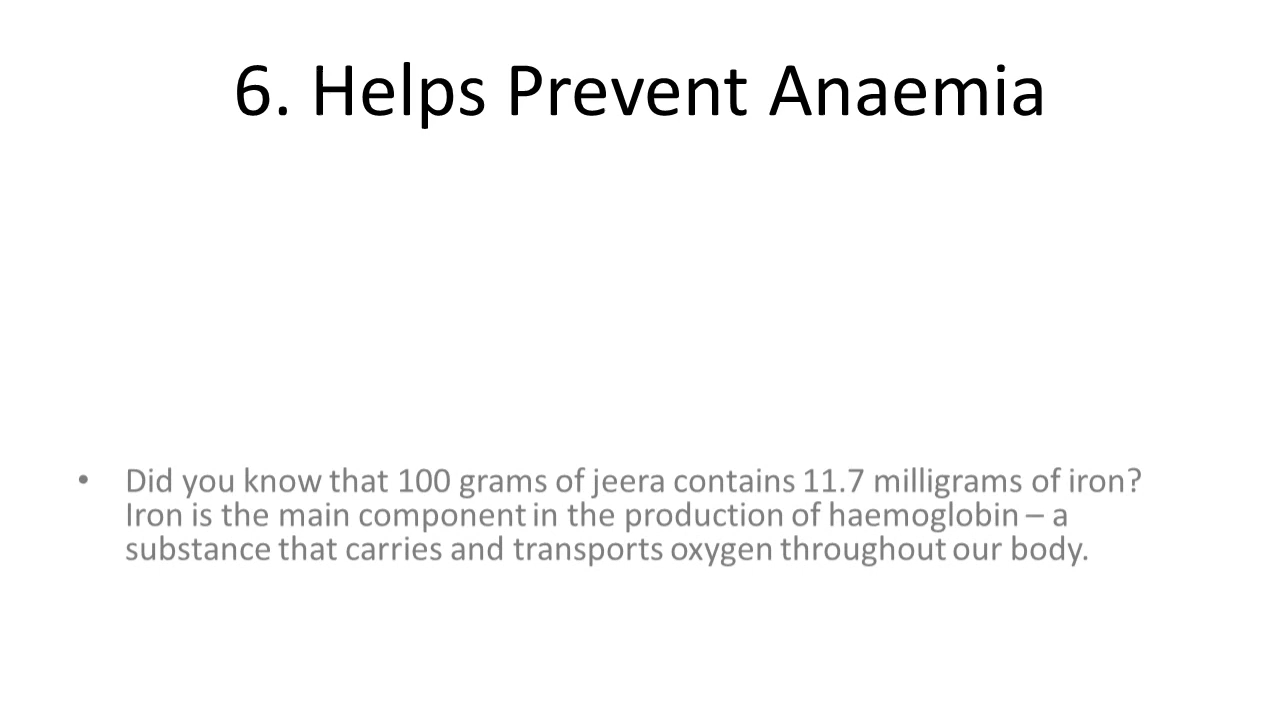 6. Helps Prevent Anaemia
• Did you know that 100 grams of jeera contains 11.7 milligrams of iron?
Iron is the main component in the production of haemoglobin – a
substance that carries and transports oxygen throughout our body.